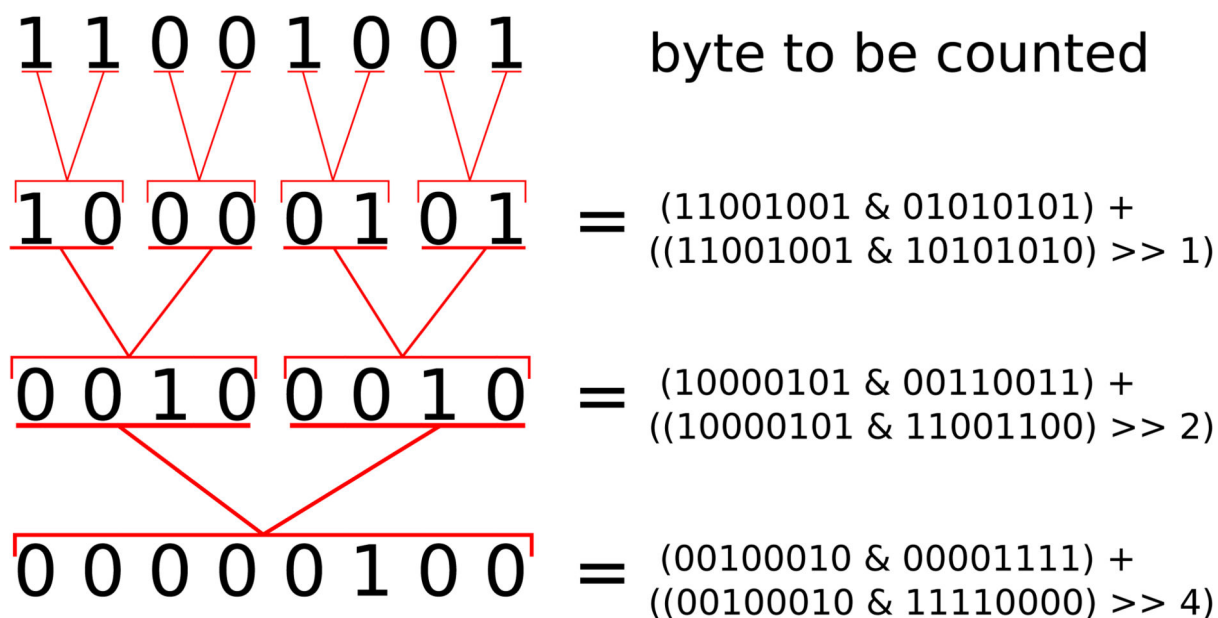 1 1 0 0 1 0 0 1 byte to be counted
1 0 0 0 0 1 0 1 = (11001001 & 01010101) +
((11001001 & 10101010) >> 1)
0 0 1 0 0 0 1 0 = (10000101 & 00110011) +
((10000101 & 11001100) >> 2)
0 0 0 0 0 1 0 0 = (00100010 & 00001111) +
((00100010 & 11110000) >> 4)